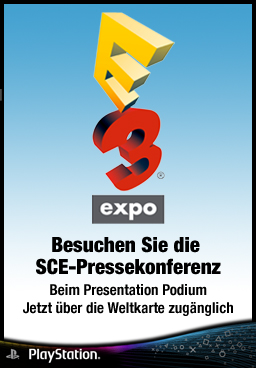 E3
expo
Besuchen Sie die
SCE-Pressekonferenz
Beim Presentation Podium
Jetzt über die Weltkarte zugänglich
PlayStation.